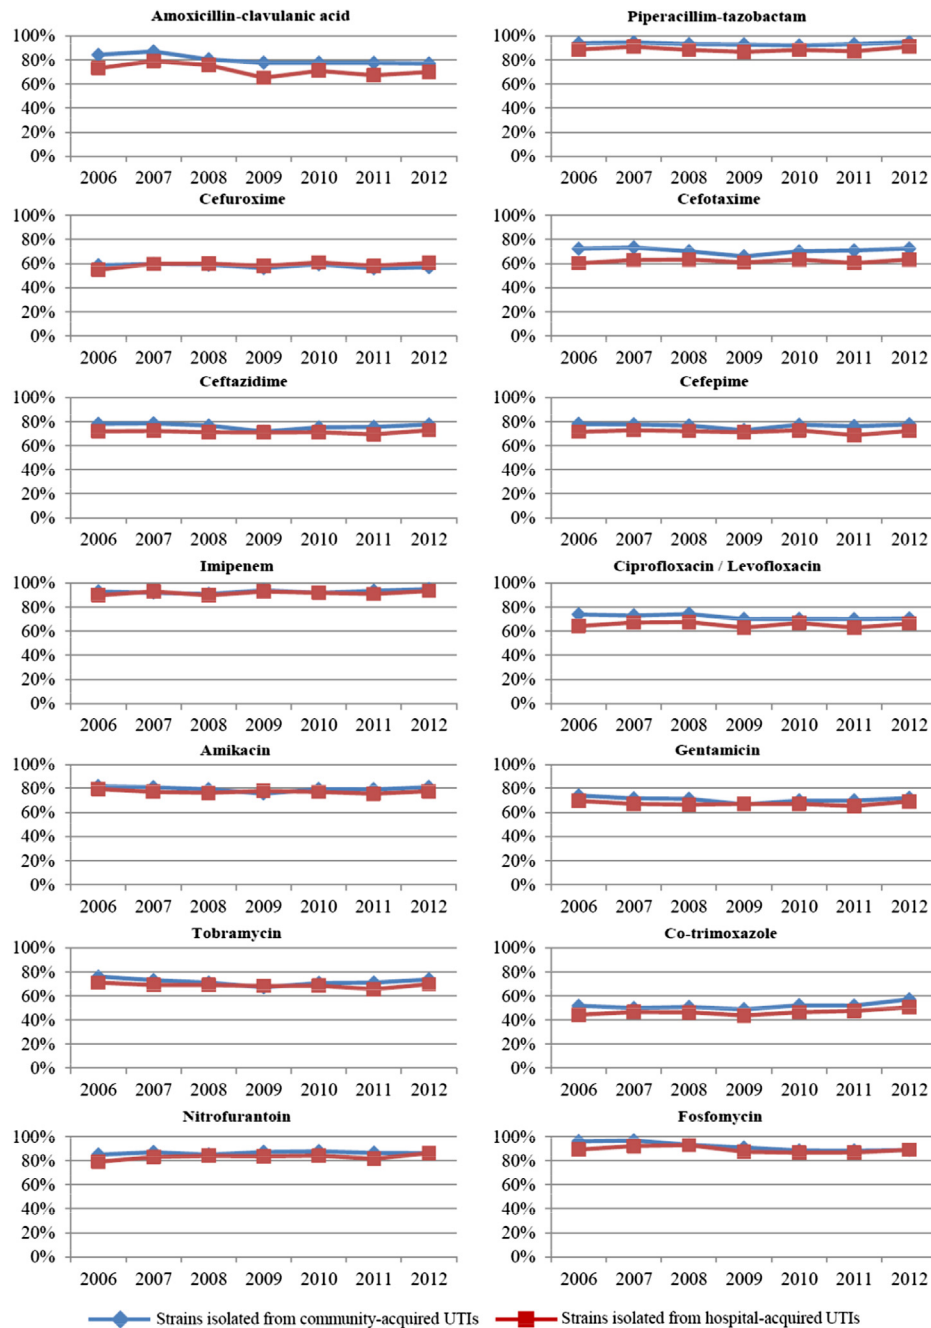 Amoxicillin-clavulanic acid
100%
80%
60%
40%
20%
0%
2006 2007 2008 2009 2010 2011 2012
Piperacillim-tazobactam
100%
80%
60%
40%
20%
0%
2006 2007 2008 2009 2010 2011 2012
Cefuroxime
100%
80%
60%
40%
20%
0%
2006 2007 2008 2009 2010 2011 2012
Cefotaxime
100%
80%
60%
40%
20%
0%
2006 2007 2008 2009 2010 2011 2012
Ceftazidime
100%
80%
60%
40%
20%
0%
2006 2007 2008 2009 2010 2011 2012
Cefepime
100%
80%
60%
40%
20%
0%
2006 2007 2008 2009 2010 2011 2012
Imipenem
100%
80%
60%
40%
20%
0%
2006 2007 2008 2009 2010 2011 2012
Ciprofloxacin / Levofloxacin
100%
80%
60%
40%
20%
0%
2006 2007 2008 2009 2010 2011 2012
Amikacin
100%
80%
60%
40%
20%
0%
2006 2007 2008 2009 2010 2011 2012
Gentamicin
100%
80%
60%
40%
20%
0%
2006 2007 2008 2009 2010 2011 2012
Tobramycin
100%
80%
60%
40%
20%
0%
2006 2007 2008 2009 2010 2011 2012
Co-trimoxazole
100%
80%
60%
40%
20%
0%
2006 2007 2008 2009 2010 2011 2012
Nitrofurantoin
100%
80%
60%
40%
20%
0%
2006 2007 2008 2009 2010 2011 2012
Fosfomycin
100%
80%
60%
40%
20%
0%
2006 2007 2008 2009 2010 2011 2012
Strains isolated from community-acquired UTIs
Strains isolated from hospital-acquired UTIs